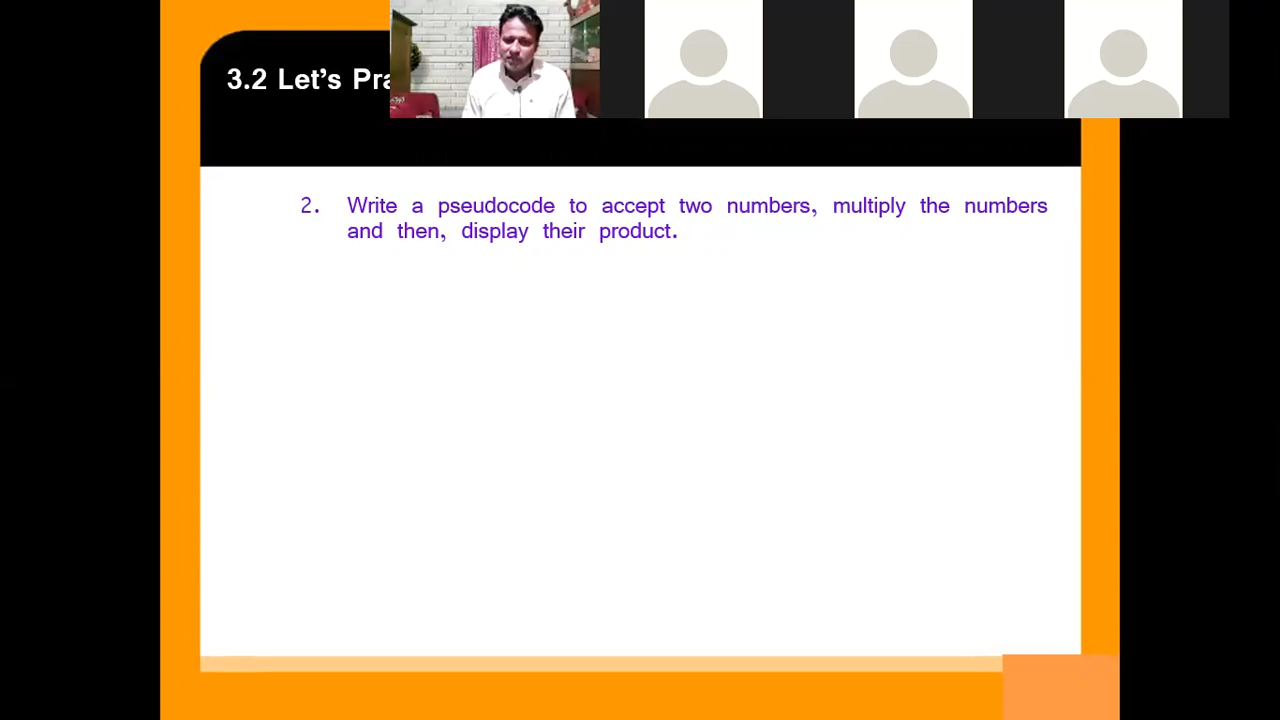 3.2 Let's Pra
2. Write a pseudocode to accept two numbers, multiply the numbers
and then, display their product.